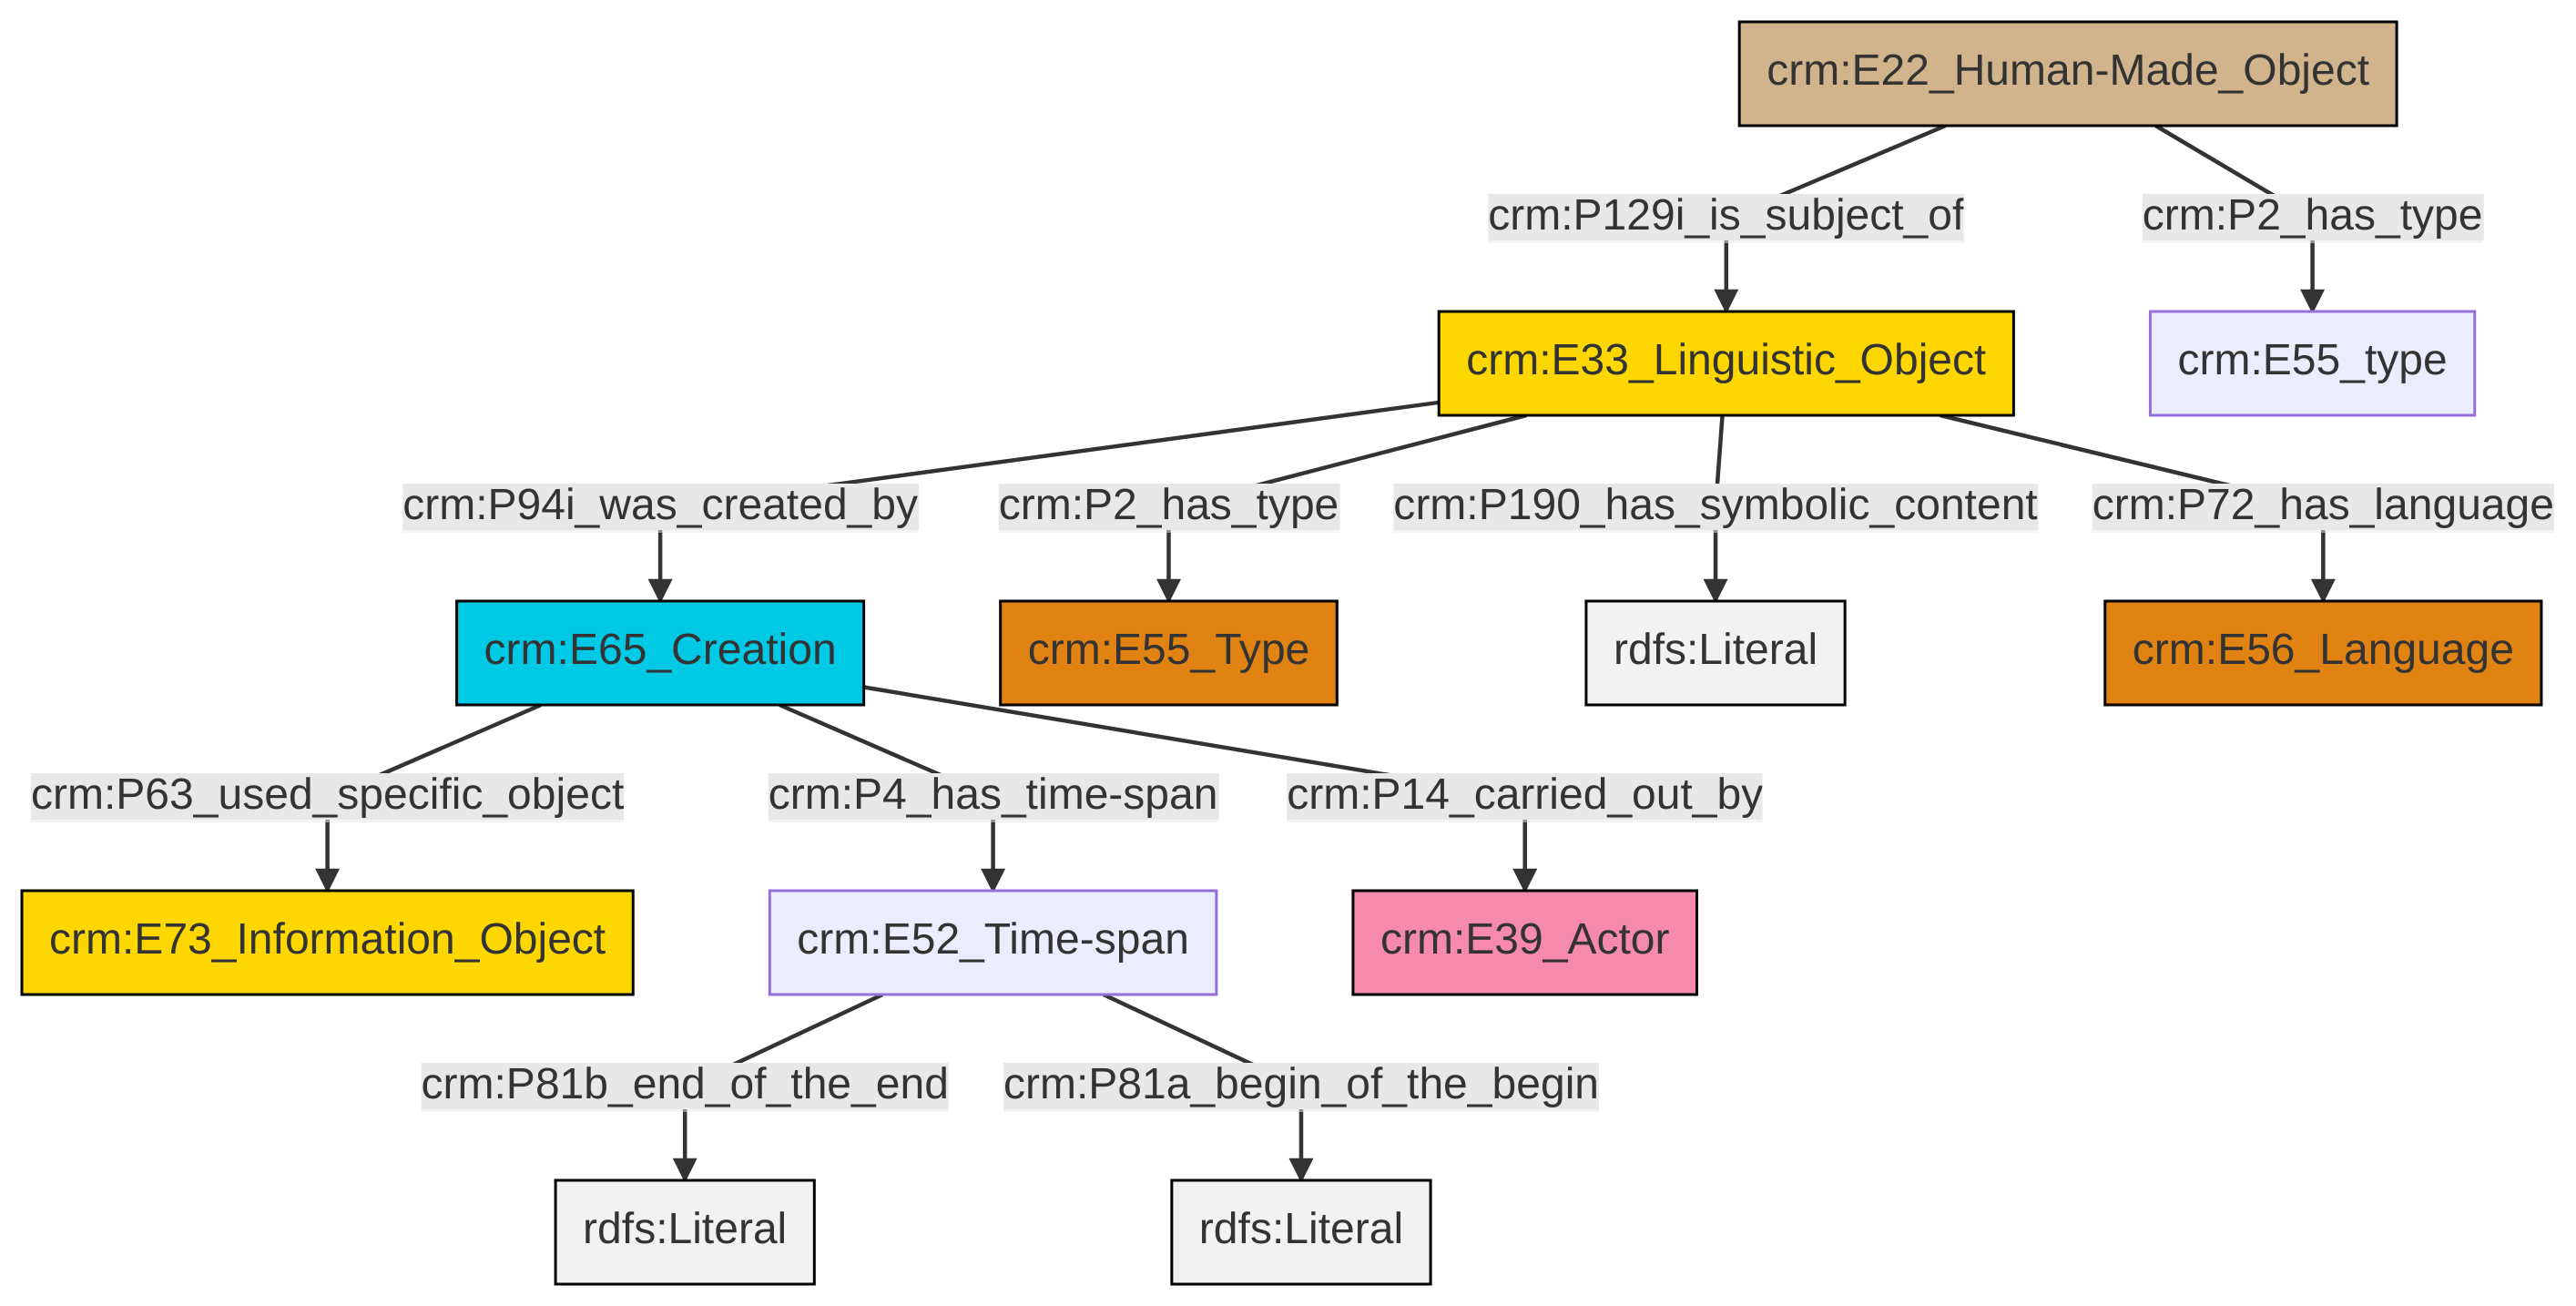 crm:E22_Human-Made_Object
crm:P129i_is_subject_of
crm:P2_has_type
crm:E33_Linguistic_Object
crm:E55_type
crm:P94i_was_created_by
crm:P2_has_type
crm:P190_has_symbolic_content
crm:P72_has_language
crm:E65_Creation
crm:E55_Type
rdfs:Literal
crm:E56_Language
crm:P63_used_specific_object
crm:P4_has_time-span
crm:P14_carried_out_by
crm:E73_Information_Object
crm:E52_Time-span
crm:E39_Actor
crm:P81b_end_of_the_end
crm:P81a_begin_of_the_begin
rdfs:Literal
rdfs:Literal